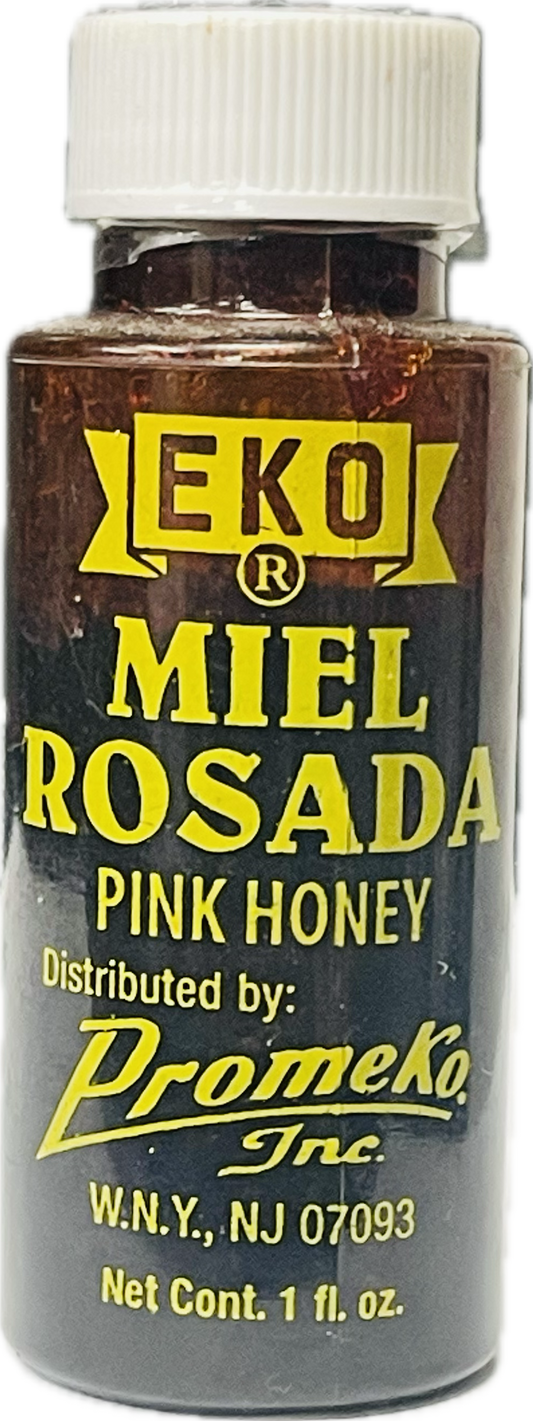 EKO
®
MIEL
ROSADA
PINK HONEY
Distributed by:
Promeko.
Inc.
W.N.Y., NJ 07093
Net Cont. 1 fl. oz.